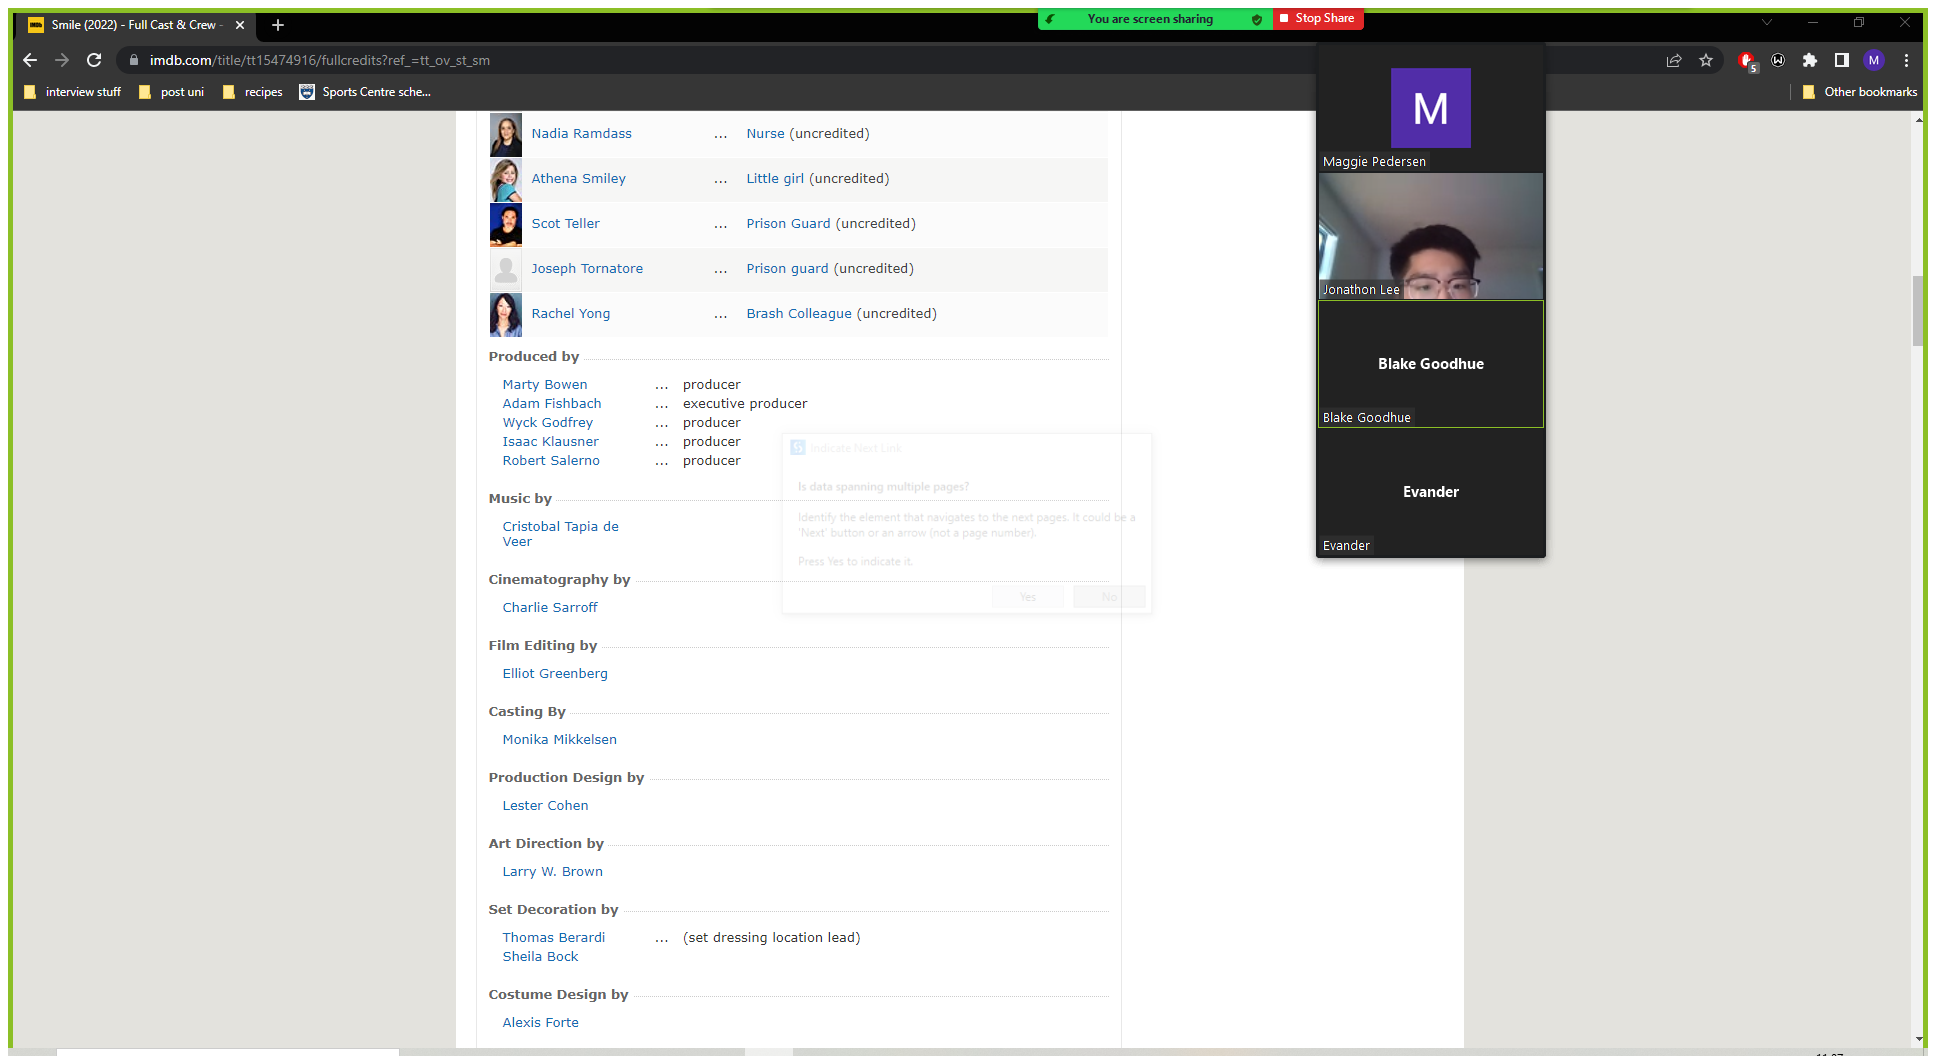 Smile (2022) - Full Cast & Crew -
You are screen sharing
Stop Share
imdb.com/title/tt15474916/fullcredits?ref_=tt_ov_st_sm
5
M
interview stuff
post uni
recipes
Sports Centre sche...
Other bookmarks
Nadia Ramdass ... Nurse (uncredited)
Athena Smiley ... Little girl (uncredited)
Scot Teller ... Prison Guard (uncredited)
Joseph Tornatore ... Prison guard (uncredited)
Rachel Yong ... Brash Colleague (uncredited)
Produced by
Marty Bowen ... producer
Adam Fishbach ... executive producer
Wyck Godfrey ... producer
Isaac Klausner ... producer
Robert Salerno ... producer
Music by
Cristobal Tapia de
Veer
Cinematography by
Charlie Sarroff
Film Editing by
Elliot Greenberg
Casting By
Monika Mikkelsen
Production Design by
Lester Cohen
Art Direction by
Larry W. Brown
Set Decoration by
Thomas Berardi ... (set dressing location lead)
Sheila Bock
Costume Design by
Alexis Forte
Indicate Next Link
Is data spanning multiple pages?
Identify the element that navigates to the next pages. It could be a
'Next' button or an arrow (not a page number).
Press Yes to indicate it.
Yes
No
M
Maggie Pedersen
Jonathon Lee
Blake Goodhue
Blake Goodhue
Evander
Evander